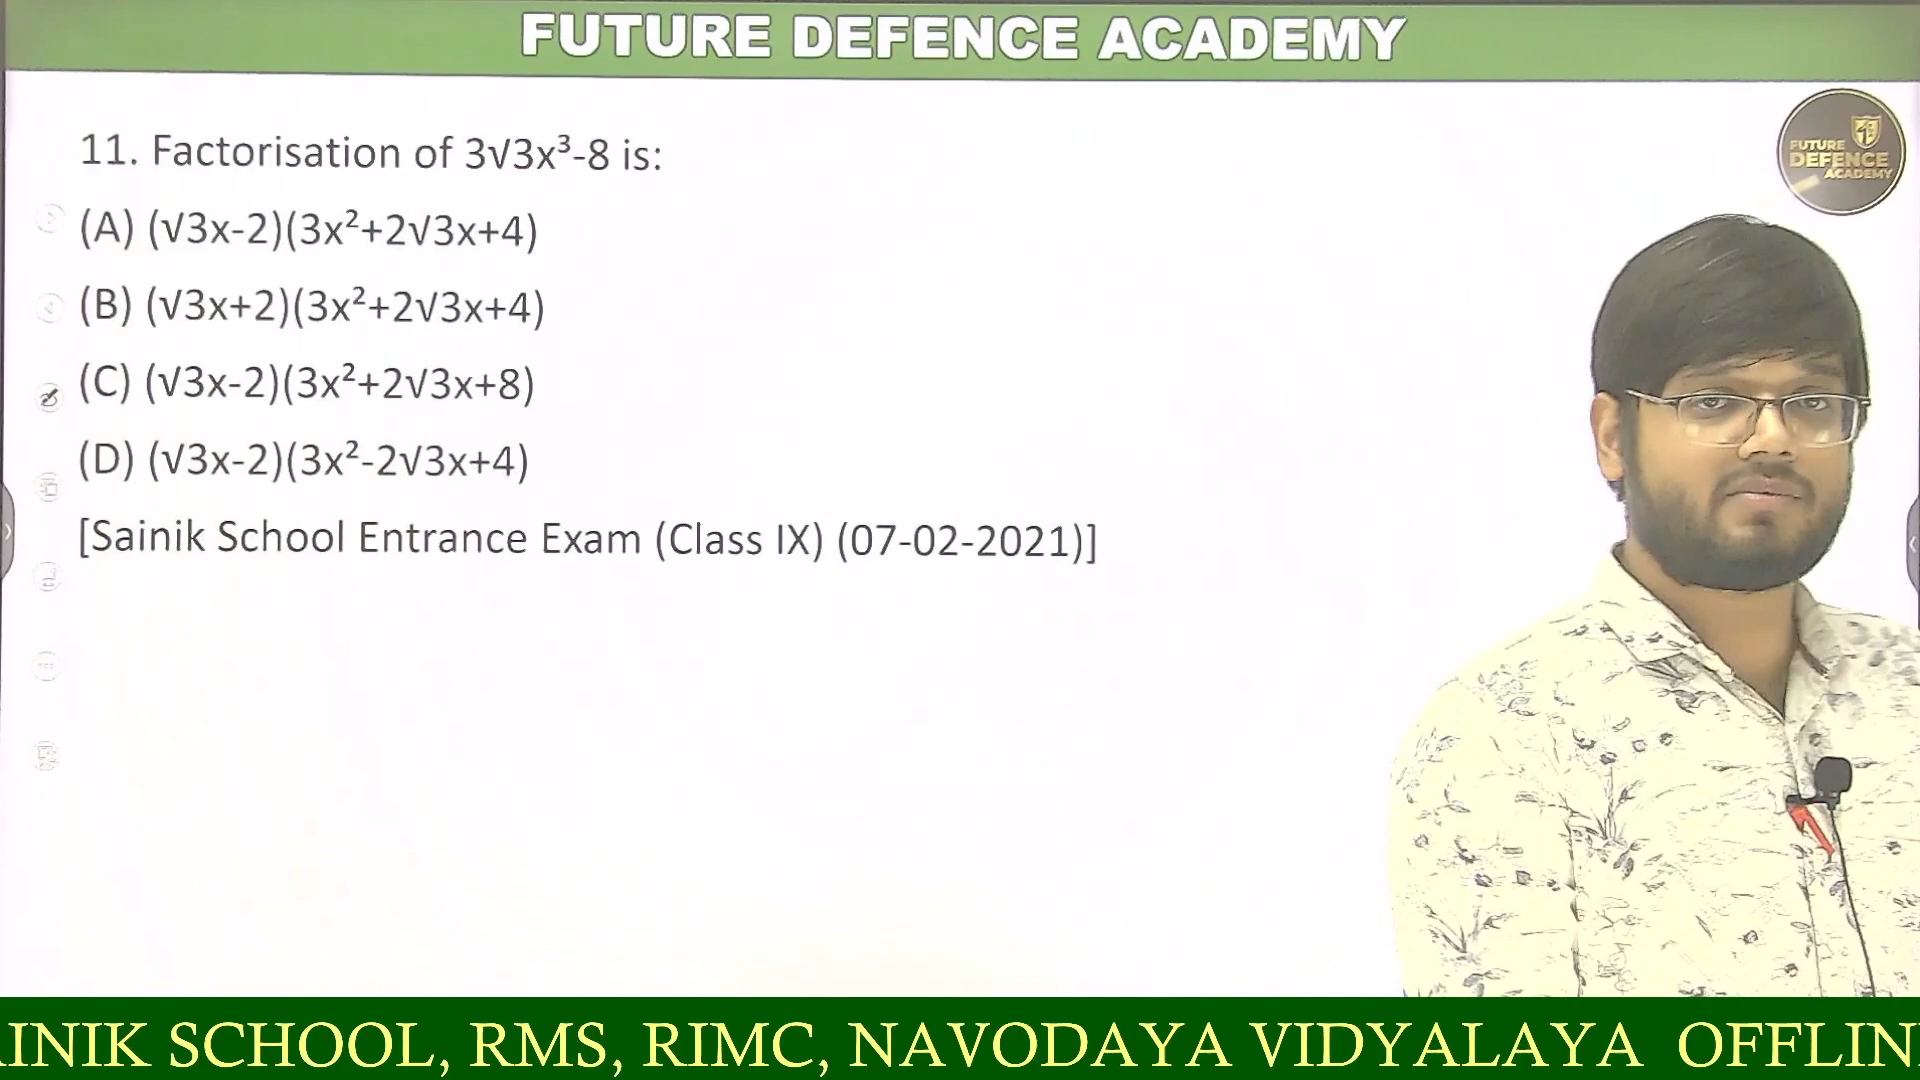 FUTURE DEFENCE ACADEMY
FUTURE
DEFENCE
ACADEMY
11. Factorisation of 3√3x³-8 is:
(A) (√3x-2)(3x²+2√3x+4)
(B) (√3x+2)(3x²+2√3x+4)
(C) (√3x-2)(3x²+2√3x+8)
(D) (√3x-2)(3x²-2√3x+4)
[Sainik School Entrance Exam (Class IX) (07-02-2021)]
AINIK SCHOOL, RMS, RIMC, NAVODAYA VIDYALAYA OFFLIN